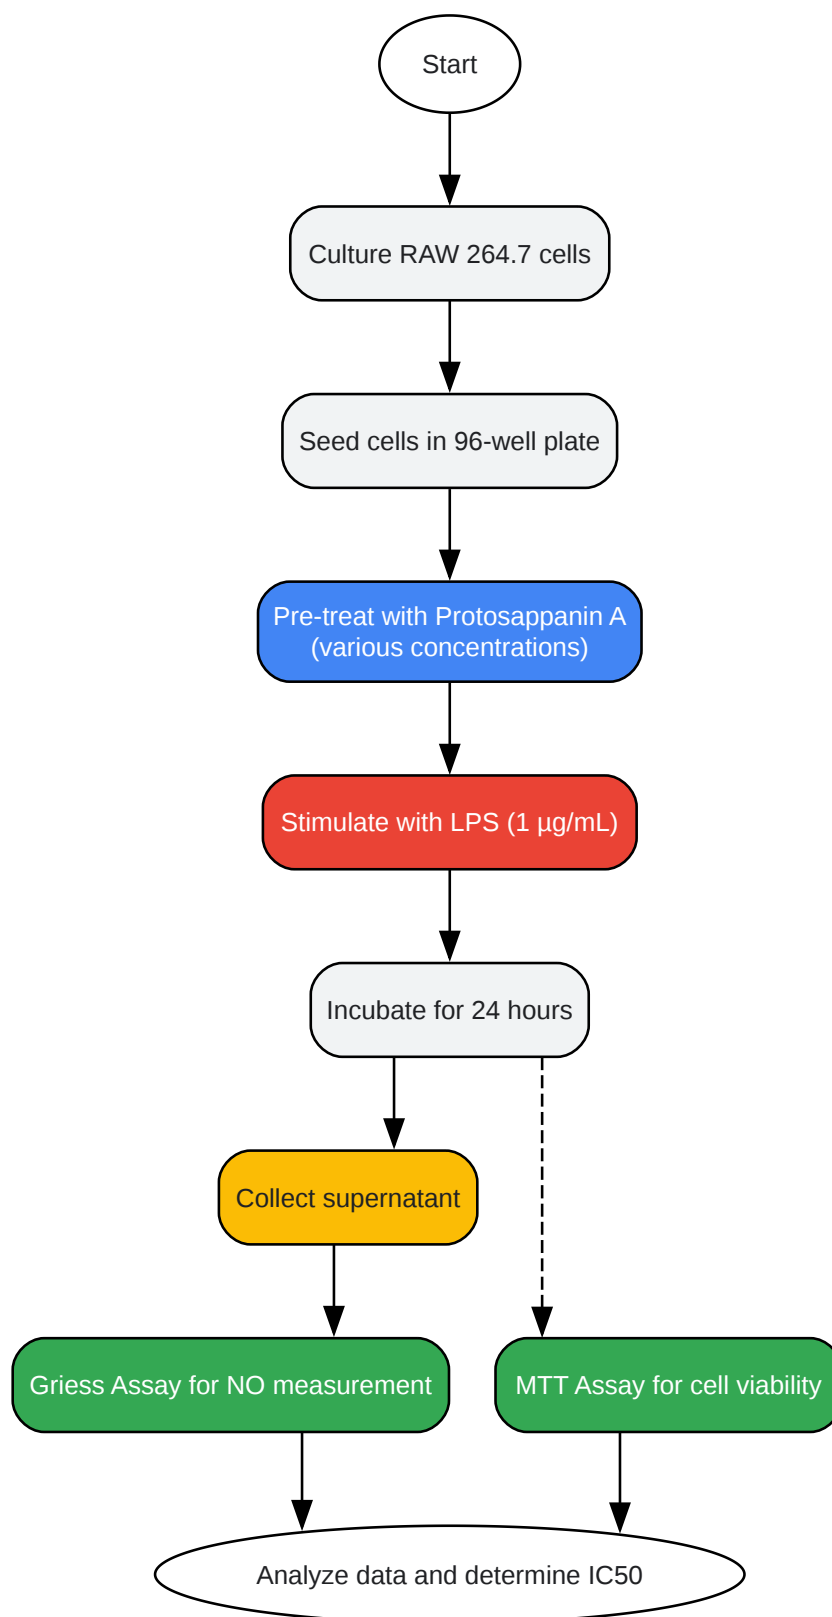 Start
Culture RAW 264.7 cells
Seed cells in 96-well plate
Pre-treat with Protosappanin A
(various concentrations)
Stimulate with LPS (1 µg/mL)
Incubate for 24 hours
Collect supernatant
Griess Assay for NO measurement
MTT Assay for cell viability
Analyze data and determine IC50